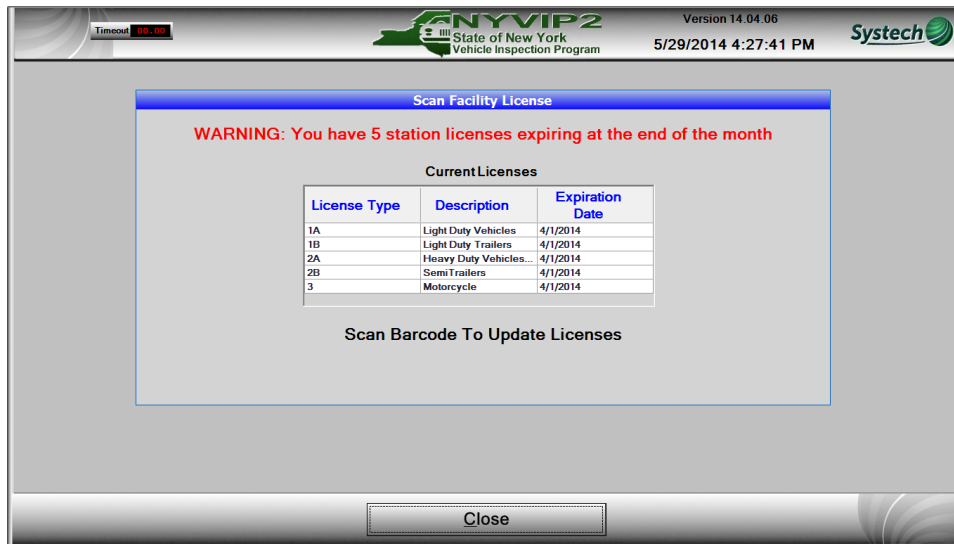 Timeout 00.00
NYVIP2
State of New York
Vehicle Inspection Program
Version 14.04.06
5/29/2014 4:27:41 PM
Systech
Scan Facility License
WARNING: You have 5 station licenses expiring at the end of the month
Current Licenses
License Type Description Expiration Date
1A Light Duty Vehicles 4/1/2014
1B Light Duty Trailers 4/1/2014
2A Heavy Duty Vehicles... 4/1/2014
2B SemiTrailers 4/1/2014
3 Motorcycle 4/1/2014
Scan Barcode To Update Licenses
Close